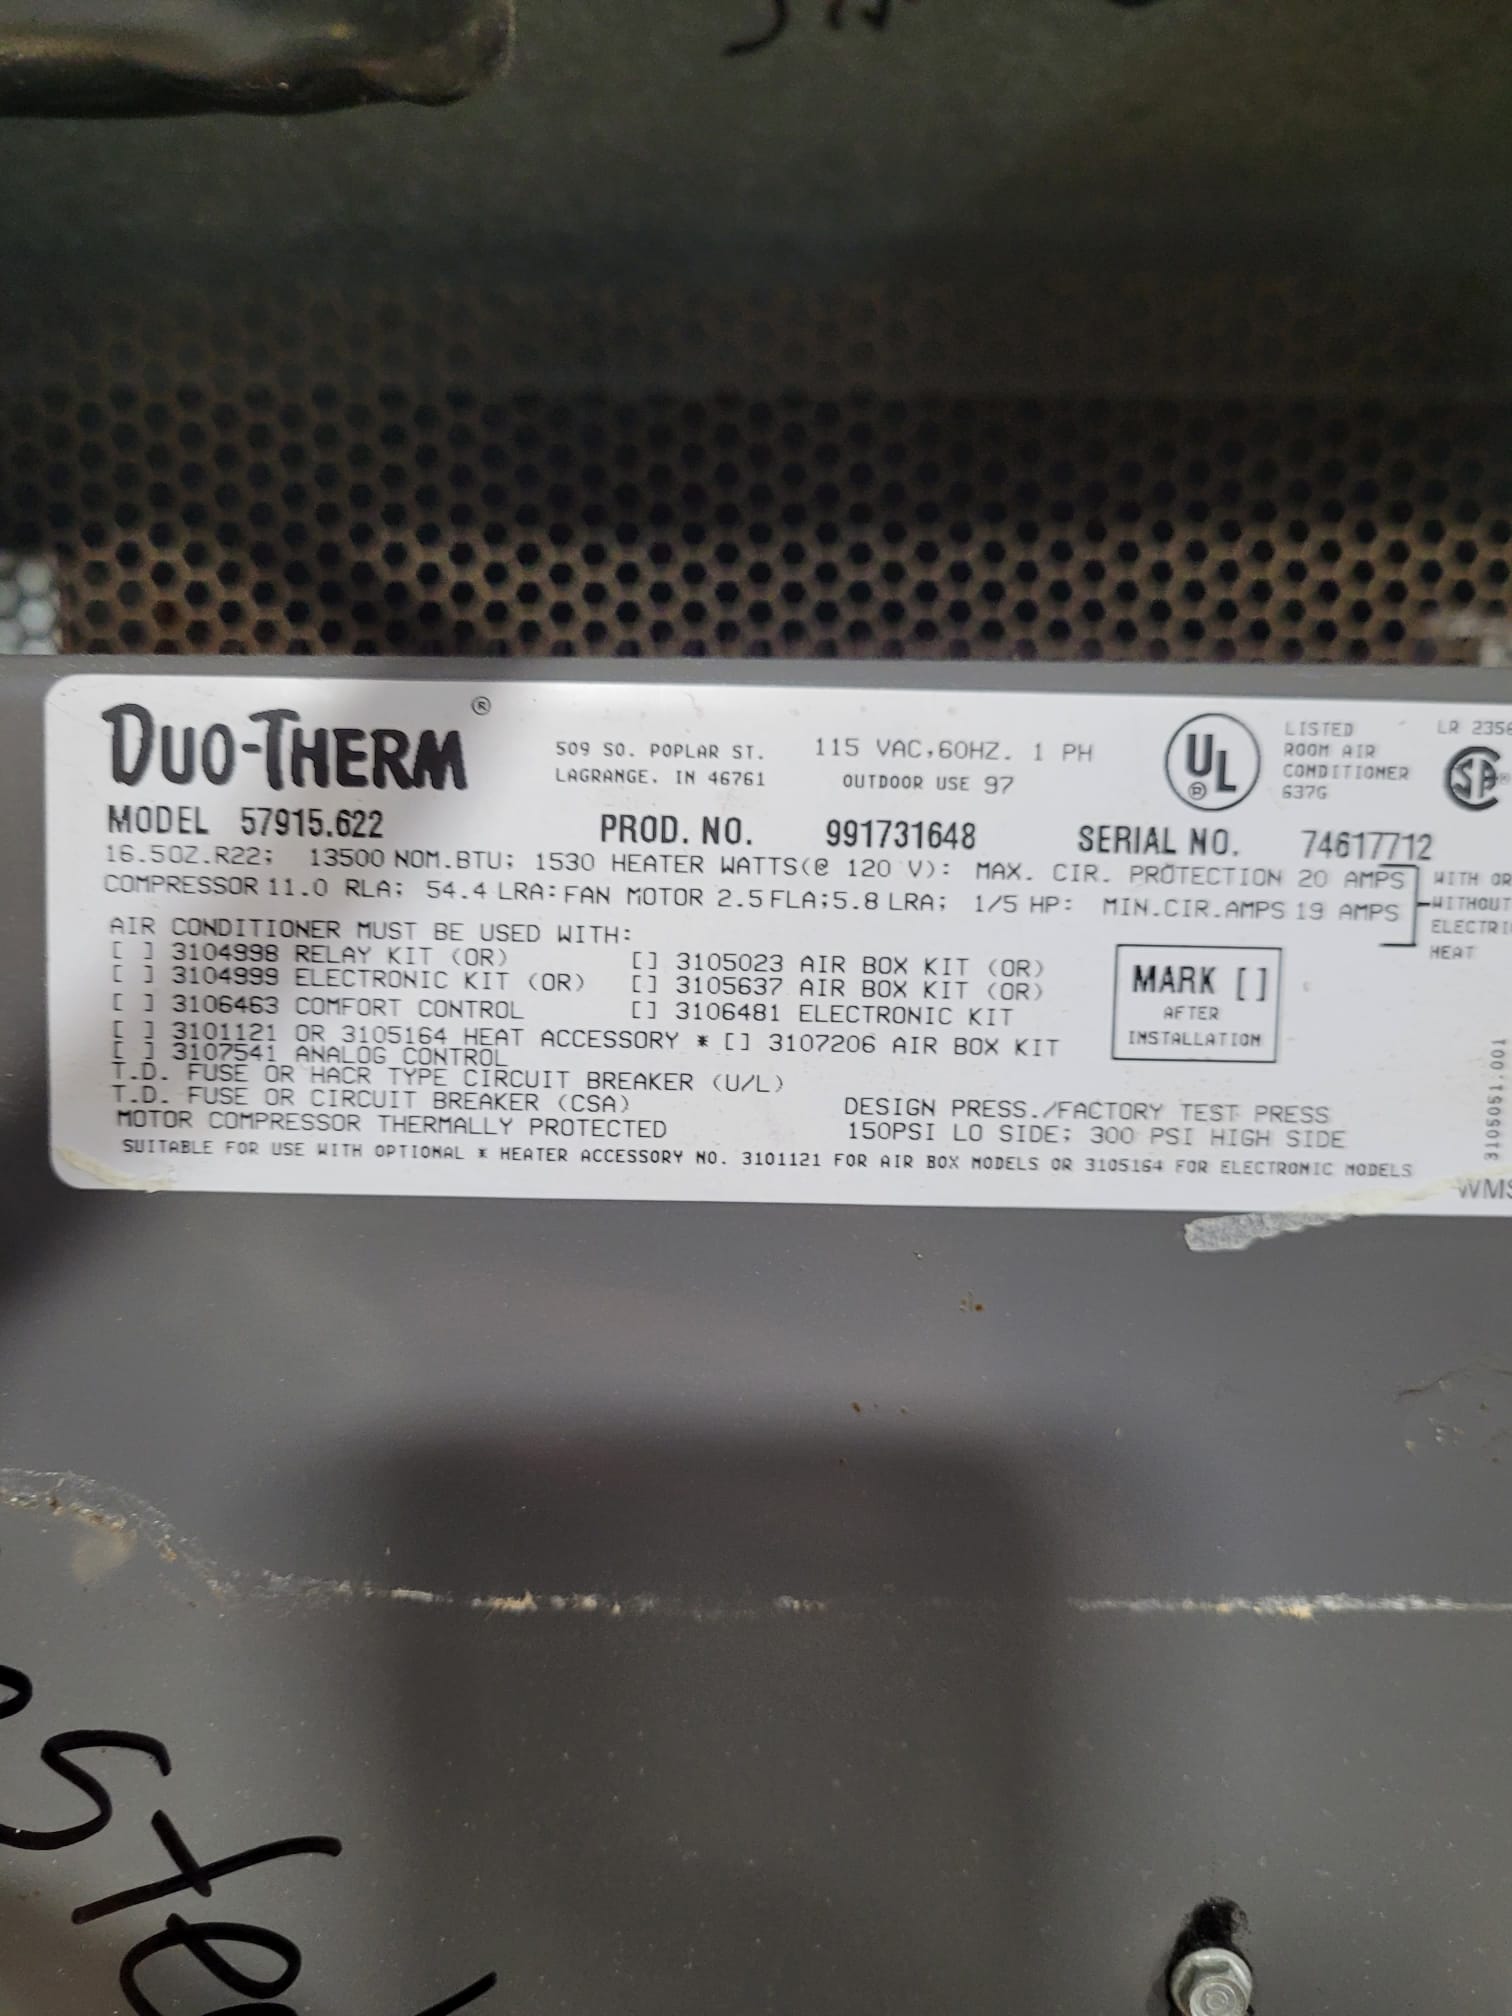 DUO-THERM ®
509 SO. POPLAR ST.
LAGRANGE, IN 46761
115 VAC,60HZ. 1 PH
OUTDOOR USE 97
UL ®
LISTED
ROOM AIR
CONDITIONER
637G
LR 2356
SA ®
MODEL 57915.622 PROD. NO. 991731648 SERIAL NO. 74617712
16.5OZ.R22; 13500 NOM.BTU; 1530 HEATER WATTS(@ 120 V): MAX. CIR. PROTECTION 20 AMPS
COMPRESSOR 11.0 RLA; 54.4 LRA: FAN MOTOR 2.5 FLA;5.8 LRA; 1/5 HP: MIN.CIR.AMPS 19 AMPS
WITH OR
WITHOUT
ELECTRI
HEAT
AIR CONDITIONER MUST BE USED WITH:
[ ] 3104998 RELAY KIT (OR) [] 3105023 AIR BOX KIT (OR)
[ ] 3104999 ELECTRONIC KIT (OR) [] 3105637 AIR BOX KIT (OR)
[ ] 3106463 COMFORT CONTROL [] 3106481 ELECTRONIC KIT
[ ] 3101121 OR 3105164 HEAT ACCESSORY * [] 3107206 AIR BOX KIT
[ ] 3107541 ANALOG CONTROL
MARK []
AFTER
INSTALLATION
T.D. FUSE OR HACR TYPE CIRCUIT BREAKER (U/L)
T.D. FUSE OR CIRCUIT BREAKER (CSA)
MOTOR COMPRESSOR THERMALLY PROTECTED
DESIGN PRESS./FACTORY TEST PRESS
150PSI LO SIDE; 300 PSI HIGH SIDE
SUITABLE FOR USE WITH OPTIONAL * HEATER ACCESSORY NO. 3101121 FOR AIR BOX MODELS OR 3105164 FOR ELECTRONIC MODELS
3105051.001
WMS